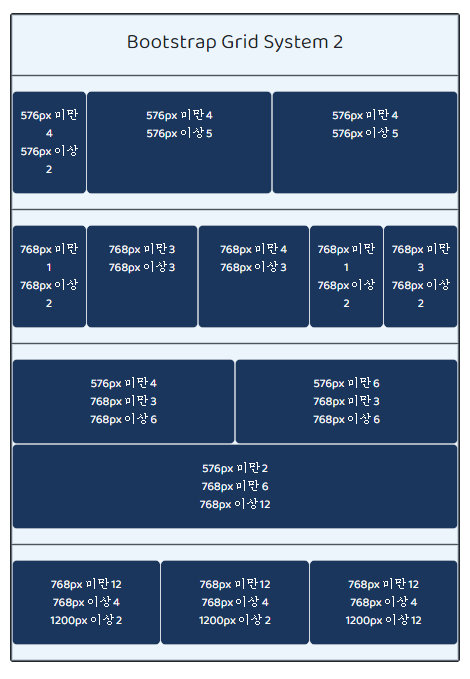 Bootstrap Grid System 2
576px 미만
4
576px 이상
2
576px 미만 4
576px 이상 5
576px 미만 4
576px 이상 5
768px 미만
1
768px 이상
2
768px 미만 3
768px 이상 3
768px 미만 4
768px 이상 3
768px 미만
1
768px 이상
2
768px 미만
3
768px 이상
2
576px 미만 4
768px 미만 3
768px 이상 6
576px 미만 6
768px 미만 3
768px 이상 6
576px 미만 2
768px 미만 6
768px 이상 12
768px 미만 12
768px 이상 4
1200px 이상 2
768px 미만 12
768px 이상 4
1200px 이상 2
768px 미만 12
768px 이상 4
1200px 이상 12